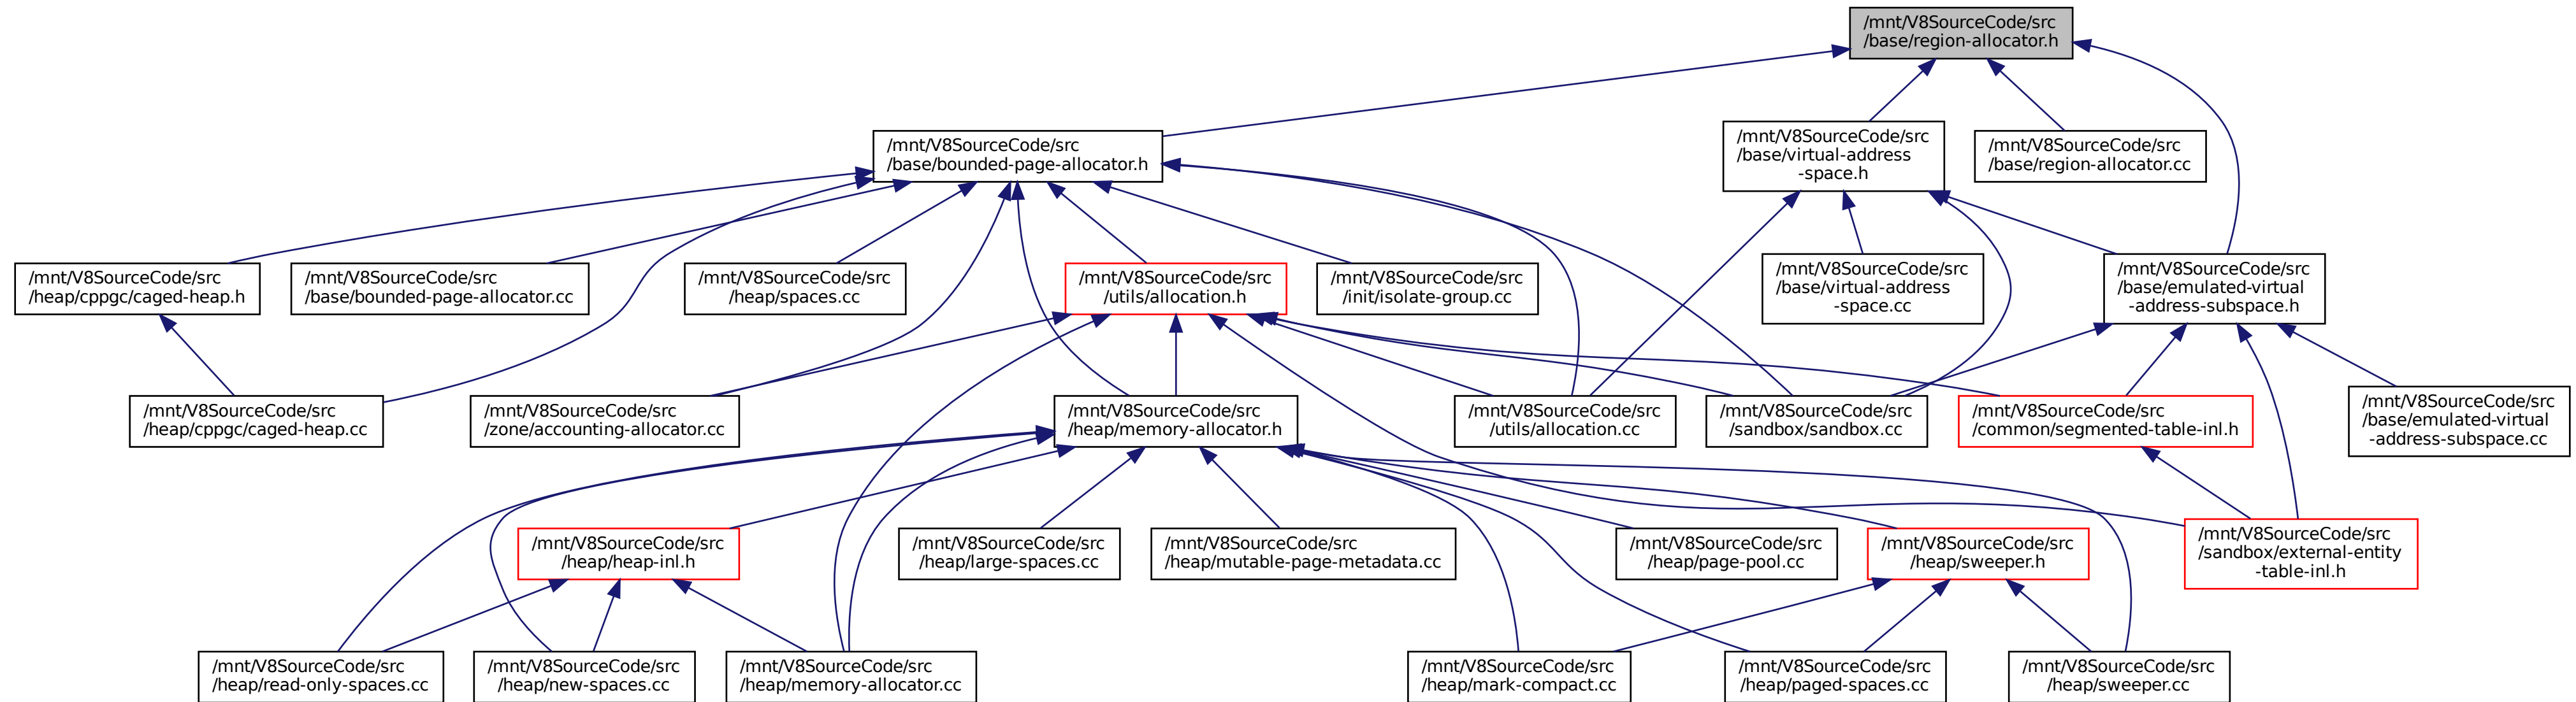 /mnt/V8SourceCode/src
/base/region-allocator.h
/mnt/V8SourceCode/src
/base/bounded-page-allocator.h
/mnt/V8SourceCode/src
/base/virtual-address
-space.h
/mnt/V8SourceCode/src
/base/region-allocator.cc
/mnt/V8SourceCode/src
/heap/cppgc/caged-heap.h
/mnt/V8SourceCode/src
/base/bounded-page-allocator.cc
/mnt/V8SourceCode/src
/heap/spaces.cc
/mnt/V8SourceCode/src
/utils/allocation.h
/mnt/V8SourceCode/src
/init/isolate-group.cc
/mnt/V8SourceCode/src
/base/virtual-address
-space.cc
/mnt/V8SourceCode/src
/base/emulated-virtual
-address-subspace.h
/mnt/V8SourceCode/src
/heap/cppgc/caged-heap.cc
/mnt/V8SourceCode/src
/zone/accounting-allocator.cc
/mnt/V8SourceCode/src
/heap/memory-allocator.h
/mnt/V8SourceCode/src
/utils/allocation.cc
/mnt/V8SourceCode/src
/sandbox/sandbox.cc
/mnt/V8SourceCode/src
/common/segmented-table-inl.h
/mnt/V8SourceCode/src
/base/emulated-virtual
-address-subspace.cc
/mnt/V8SourceCode/src
/heap/heap-inl.h
/mnt/V8SourceCode/src
/heap/large-spaces.cc
/mnt/V8SourceCode/src
/heap/mutable-page-metadata.cc
/mnt/V8SourceCode/src
/heap/page-pool.cc
/mnt/V8SourceCode/src
/heap/sweeper.h
/mnt/V8SourceCode/src
/sandbox/external-entity
-table-inl.h
/mnt/V8SourceCode/src
/heap/read-only-spaces.cc
/mnt/V8SourceCode/src
/heap/new-spaces.cc
/mnt/V8SourceCode/src
/heap/memory-allocator.cc
/mnt/V8SourceCode/src
/heap/mark-compact.cc
/mnt/V8SourceCode/src
/heap/paged-spaces.cc
/mnt/V8SourceCode/src
/heap/sweeper.cc